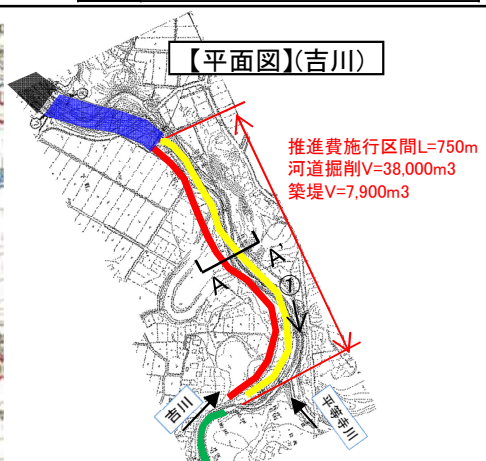 【平面図】(吉川)
推進費施行区間L=750m
河道掘削V=38,000m3
築堤V=7,900m3
A
A'
①
吉川
平等寺川